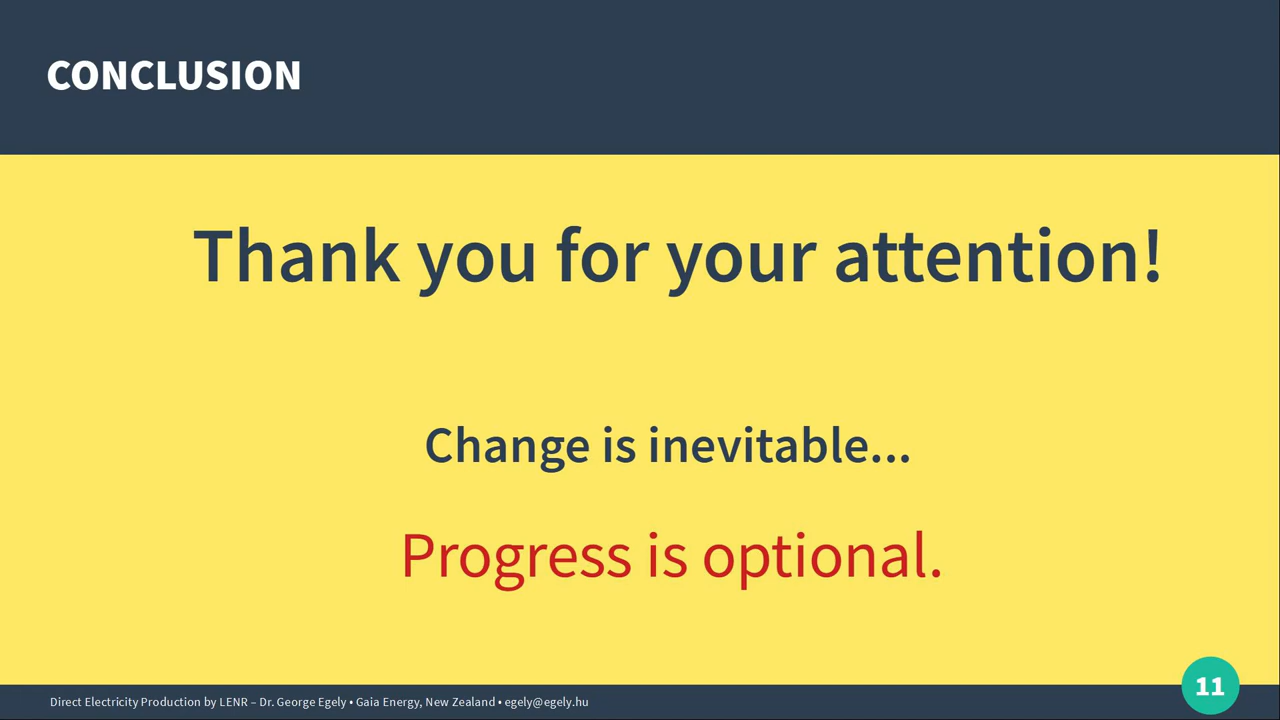 CONCLUSION
Thank you for your attention!
Change is inevitable...
Progress is optional.
Direct Electricity Production by LENR – Dr. George Egely • Gaia Energy, New Zealand • egely@egely.hu
11